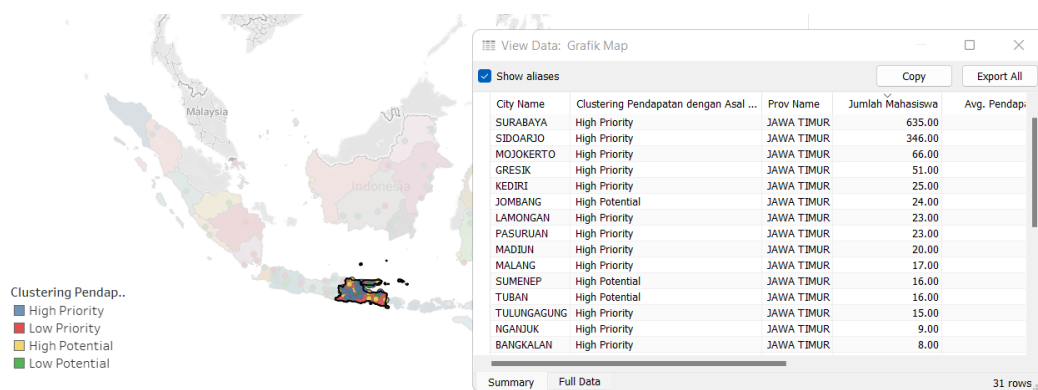 Malaysia
Indonesia
Clustering Pendap..
High Priority
Low Priority
High Potential
Low Potential
View Data: Grafik Map
Show aliases
Copy
Export All
City Name Clustering Pendapatan dengan Asal ... Prov Name Jumlah Mahasiswa Avg. Pendapa
SURABAYA High Priority JAWA TIMUR 635.00
SIDOARJO High Priority JAWA TIMUR 346.00
MOJOKERTO High Priority JAWA TIMUR 66.00
GRESIK High Priority JAWA TIMUR 51.00
KEDIRI High Priority JAWA TIMUR 25.00
JOMBANG High Potential JAWA TIMUR 24.00
LAMONGAN High Priority JAWA TIMUR 23.00
PASURUAN High Priority JAWA TIMUR 23.00
MADIUN High Priority JAWA TIMUR 20.00
MALANG High Priority JAWA TIMUR 17.00
SUMENEP High Potential JAWA TIMUR 16.00
TUBAN High Potential JAWA TIMUR 16.00
TULUNGAGUNG High Priority JAWA TIMUR 15.00
NGANJUK High Priority JAWA TIMUR 9.00
BANGKALAN High Priority JAWA TIMUR 8.00
Summary Full Data 31 rows